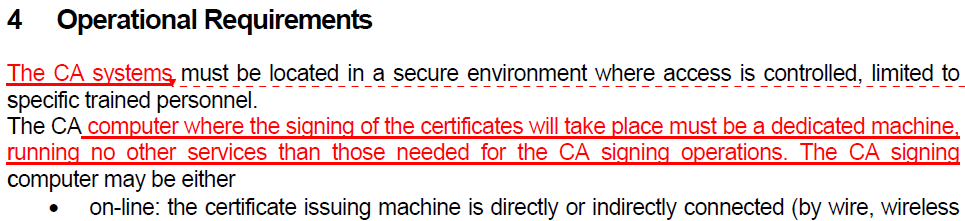 4 Operational Requirements
The CA systems must be located in a secure environment where access is controlled, limited to
specific trained personnel.
The CA computer where the signing of the certificates will take place must be a dedicated machine,
running no other services than those needed for the CA signing operations. The CA signing
computer may be either
• on-line: the certificate issuing machine is directly or indirectly connected (by wire, wireless